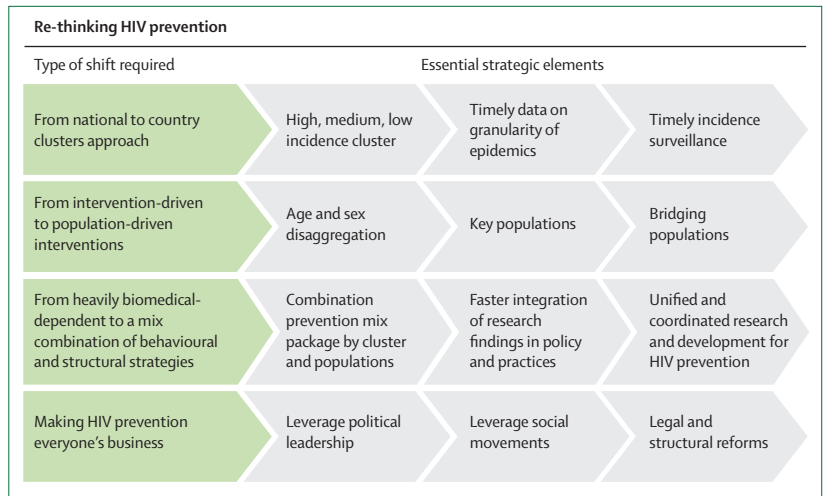 Re-thinking HIV prevention
Type of shift required
Essential strategic elements
From national to country
clusters approach
High, medium, low
incidence cluster
Timely data on
granularity of
epidemics
Timely incidence
surveillance
From intervention-driven
to population-driven
interventions
Age and sex
disaggregation
Key populations
Bridging
populations
From heavily biomedical-
dependent to a mix
combination of behavioural
and structural strategies
Combination
prevention mix
package by cluster
and populations
Faster integration
of research
findings in policy
and practices
Unified and
coordinated research
and development for
HIV prevention
Making HIV prevention
everyone’s business
Leverage political
leadership
Leverage social
movements
Legal and
structural reforms